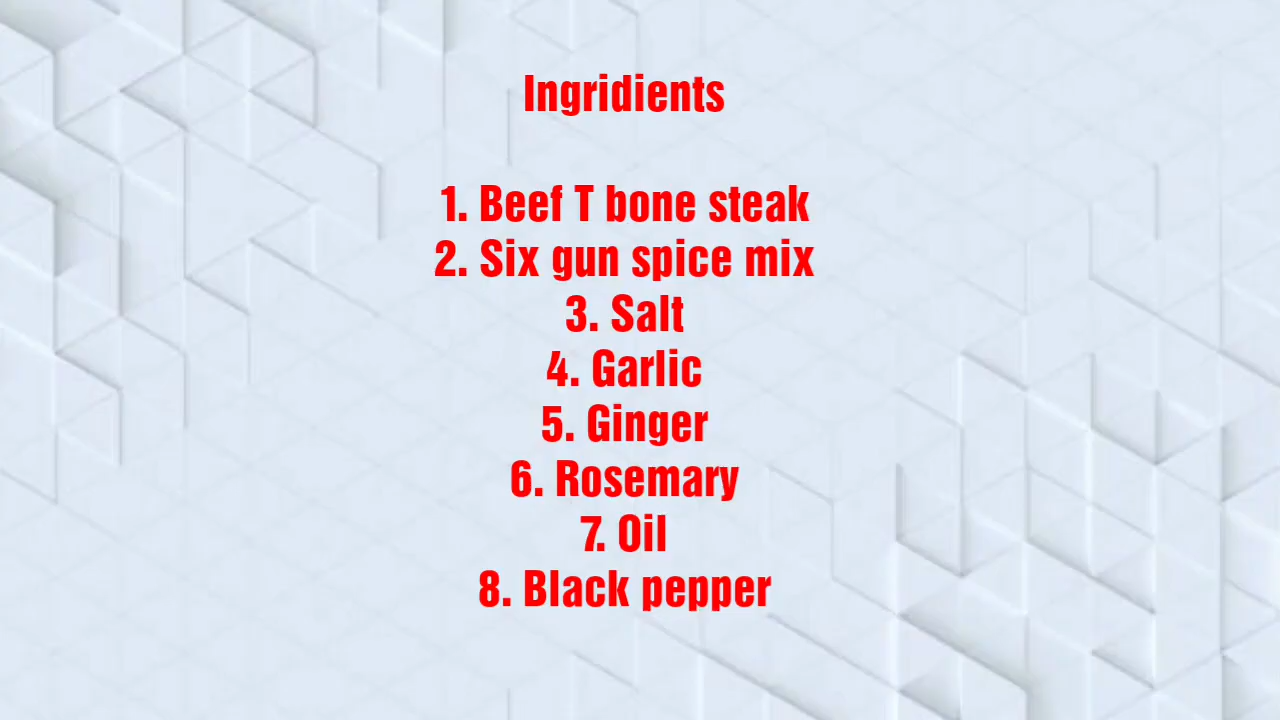 Ingridients
1. Beef T bone steak
2. Six gun spice mix
3. Salt
4. Garlic
5. Ginger
6. Rosemary
7. Oil
8. Black pepper